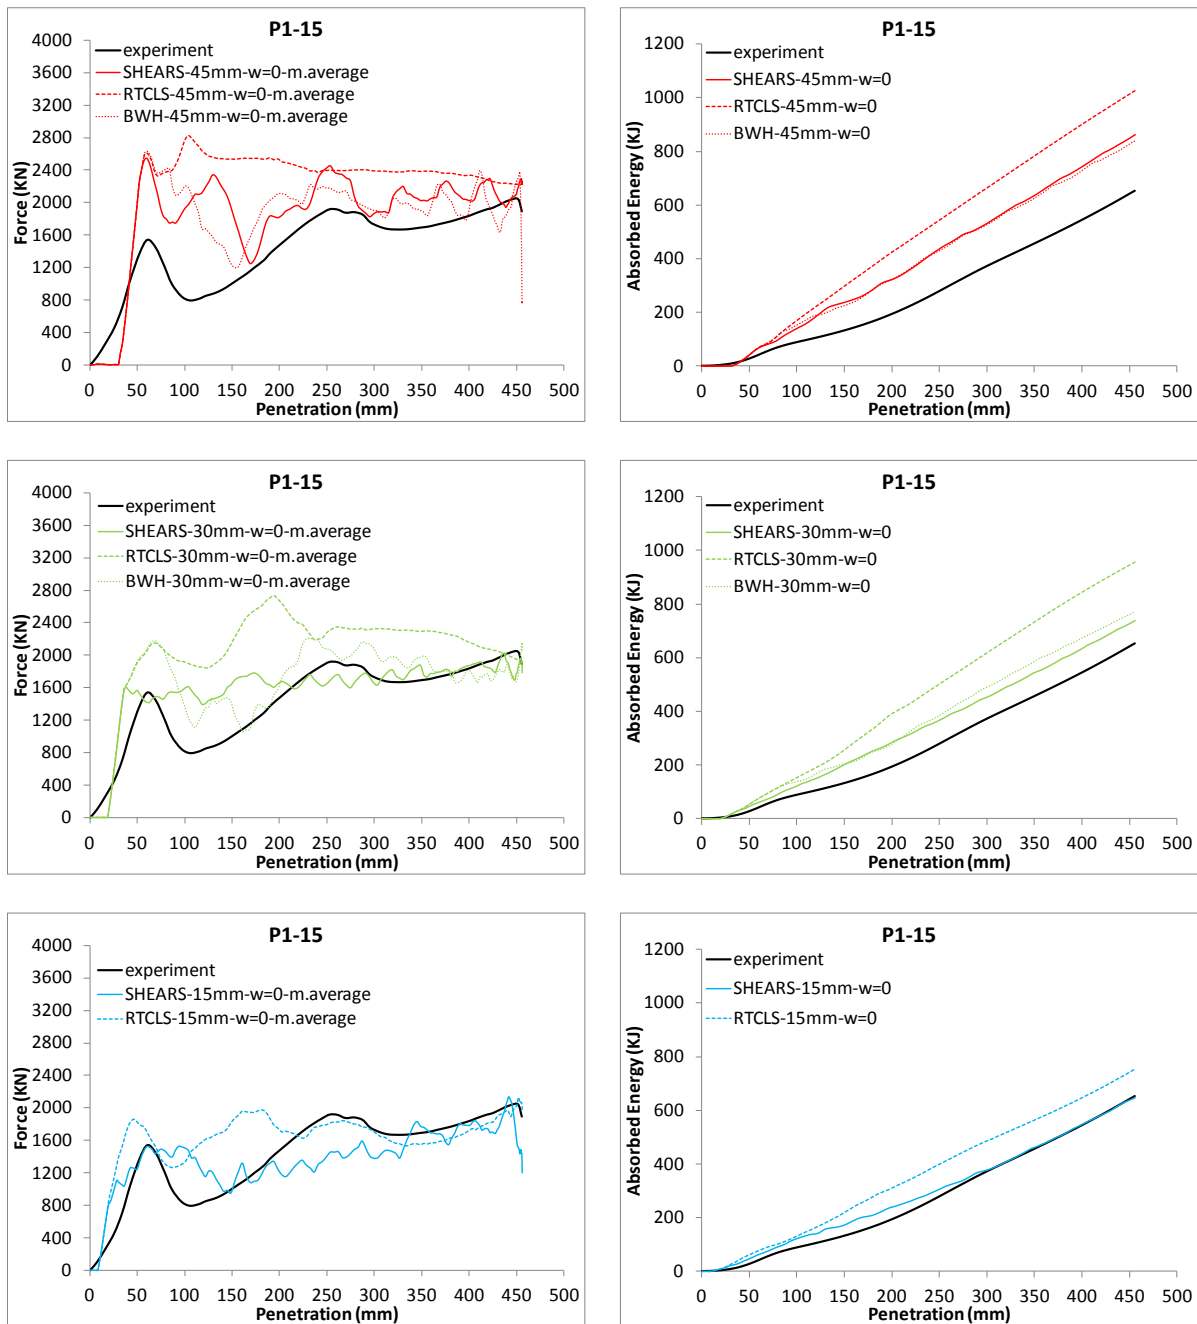 P1-15
4000
3600
3200
2800
2400
2000
1600
1200
800
400
0
Force (KN)
experiment
SHEARS-45mm-w=0-m.average
RTCLS-45mm-w=0-m.average
BWH-45mm-w=0-m.average
0 50 100 150 200 250 300 350 400 450 500
Penetration (mm)
P1-15
1200
1000
800
600
400
200
0
Absorbed Energy (KJ)
experiment
SHEARS-45mm-w=0
RTCLS-45mm-w=0
BWH-45mm-w=0
0 50 100 150 200 250 300 350 400 450 500
Penetration (mm)
P1-15
4000
3600
3200
2800
2400
2000
1600
1200
800
400
0
Force (KN)
experiment
SHEARS-30mm-w=0-m.average
RTCLS-30mm-w=0-m.average
BWH-30mm-w=0-m.average
0 50 100 150 200 250 300 350 400 450 500
Penetration (mm)
P1-15
1200
1000
800
600
400
200
0
Absorbed Energy (KJ)
experiment
SHEARS-30mm-w=0
RTCLS-30mm-w=0
BWH-30mm-w=0
0 50 100 150 200 250 300 350 400 450 500
Penetration (mm)
P1-15
4000
3600
3200
2800
2400
2000
1600
1200
800
400
0
Force (KN)
experiment
SHEARS-15mm-w=0-m.average
RTCLS-15mm-w=0-m.average
0 50 100 150 200 250 300 350 400 450 500
Penetration (mm)
P1-15
1200
1000
800
600
400
200
0
Absorbed Energy (KJ)
experiment
SHEARS-15mm-w=0
RTCLS-15mm-w=0
0 50 100 150 200 250 300 350 400 450 500
Penetration (mm)